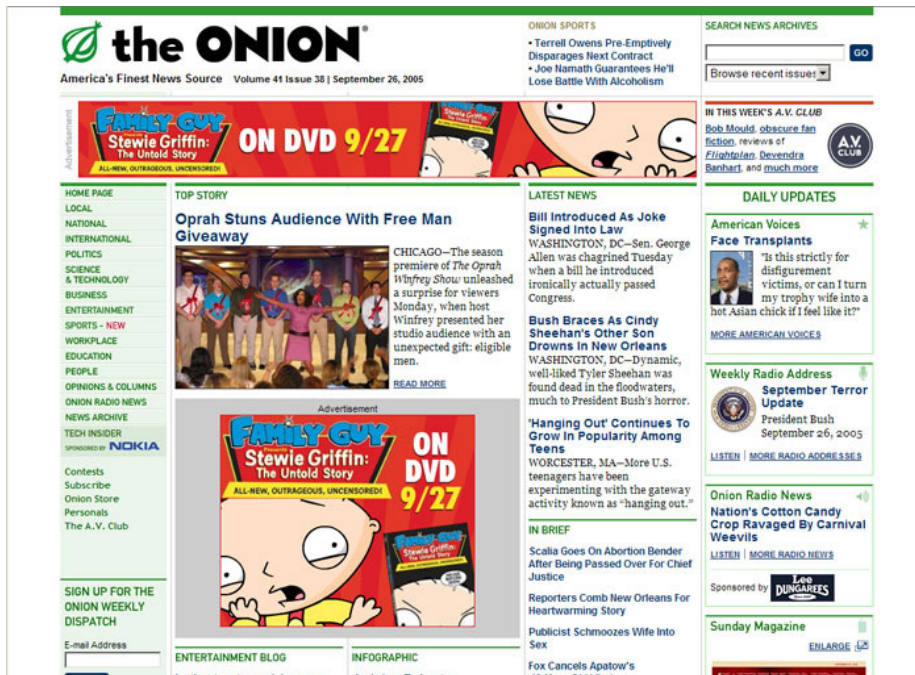 the ONION
America's Finest News Source Volume 41 Issue 38 | September 26, 2005
ONION SPORTS
• Terrell Owens Pre-Emptively
Disparages Next Contract
• Joe Namath Guarantees He'll
Lose Battle With Alcoholism
SEARCH NEWS ARCHIVES
GO
Browse recent issues
Advertisement
FAMILY GUY
Presents
Stewie Griffin:
The Untold Story
ALL-NEW, OUTRAGEOUS, UNCENSORED!
ON DVD 9/27
IN THIS WEEK'S A.V. CLUB
Bob Mould, obscure fan
fiction, reviews of
Flightplan, Devendra
Banhart, and much more
A.V.
CLUB
HOME PAGE
LOCAL
NATIONAL
INTERNATIONAL
POLITICS
SCIENCE
& TECHNOLOGY
BUSINESS
ENTERTAINMENT
SPORTS - NEW
WORKPLACE
EDUCATION
PEOPLE
OPINIONS & COLUMNS
ONION RADIO NEWS
NEWS ARCHIVE
TECH INSIDER
SPONSORED BY NOKIA
Contests
Subscribe
Onion Store
Personals
The A.V. Club
SIGN UP FOR THE
ONION WEEKLY
DISPATCH
E-mail Address
TOP STORY
Oprah Stuns Audience With Free Man
Giveaway
CHICAGO—The season
premiere of The Oprah
Winfrey Show unleashed
a surprise for viewers
Monday, when host
Winfrey presented her
studio audience with an
unexpected gift: eligible
men.
READ MORE
Advertisement
FAMILY GUY
Presents
Stewie Griffin:
The Untold Story
ALL-NEW, OUTRAGEOUS, UNCENSORED!
ON
DVD
9/27
FAMILY GUY
Stewie Griffin:
The Untold Story
ENTERTAINMENT BLOG
INFOGRAPHIC
LATEST NEWS
Bill Introduced As Joke
Signed Into Law
WASHINGTON, DC—Sen. George
Allen was chagrined Tuesday
when a bill he introduced
ironically actually passed
Congress.
Bush Braces As Cindy
Sheehan's Other Son
Drowns In New Orleans
WASHINGTON, DC—Dynamic,
well-liked Tyler Sheehan was
found dead in the floodwaters,
much to President Bush's horror.
'Hanging Out' Continues To
Grow In Popularity Among
Teens
WORCESTER, MA—More U.S.
teenagers have been
experimenting with the gateway
activity known as "hanging out."
IN BRIEF
Scalia Goes On Abortion Bender
After Being Passed Over For Chief
Justice
Reporters Comb New Orleans For
Heartwarming Story
Publicist Schmoozes Wife Into
Sex
Fox Cancels Apatow's
DAILY UPDATES
American Voices
Face Transplants
"Is this strictly for
disfigurement
victims, or can I turn
my trophy wife into a
hot Asian chick if I feel like it?"
MORE AMERICAN VOICES
Weekly Radio Address
September Terror
Update
President Bush
September 26, 2005
LISTEN | MORE RADIO ADDRESSES
Onion Radio News
Nation's Cotton Candy
Crop Ravaged By Carnival
Weevils
LISTEN | MORE RADIO NEWS
Sponsored by Lee
DUNGAREES
Sunday Magazine
ENLARGE